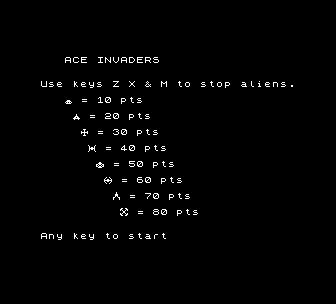 ACE INVADERS
Use keys Z X & M to stop aliens.
= 10 pts
= 20 pts
= 30 pts
= 40 pts
= 50 pts
= 60 pts
= 70 pts
= 80 pts
Any key to start